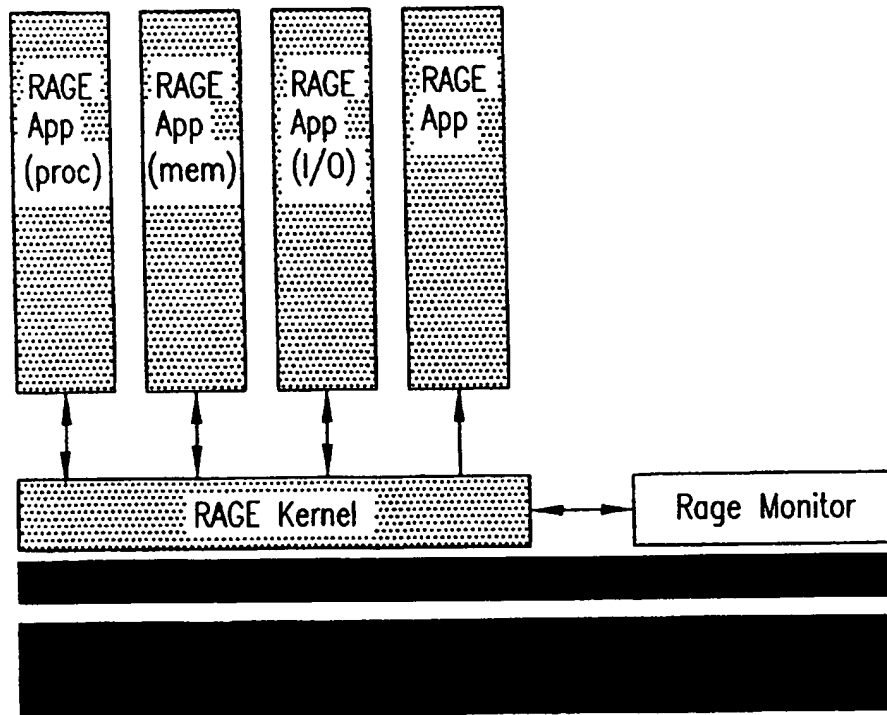 RAGE
App
(proc)
RAGE
App
(mem)
RAGE
App
(I/O)
RAGE
App
RAGE Kernel
Rage Monitor